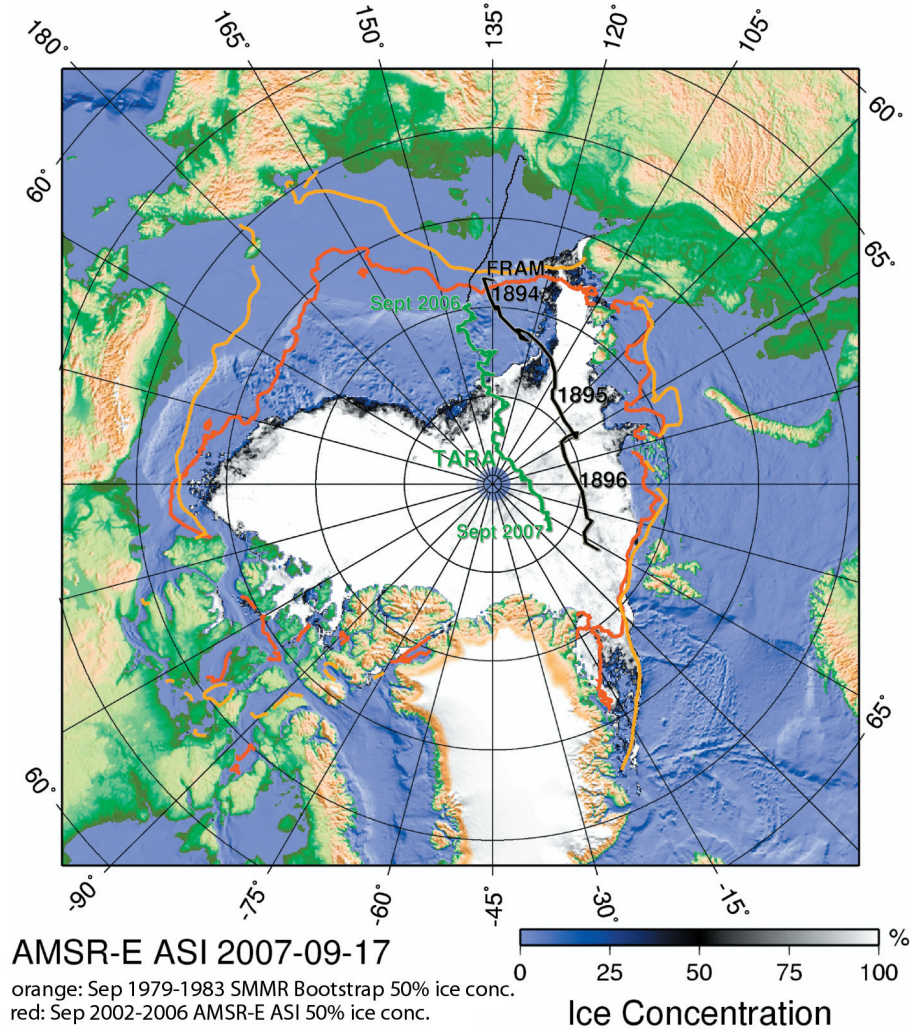 180° 165° 150° 135° 120° 105°
60°
60°
65°
FRAM
1894
Sept 2006
1895
TARA
1896
Sept 2007
65°
60°
-90° -75° -60° -45° -30° -15°
AMSR-E ASI 2007-09-17
%
0 25 50 75 100
orange: Sep 1979-1983 SMMR Bootstrap 50% ice conc.
red: Sep 2002-2006 AMSR-E ASI 50% ice conc.
Ice Concentration